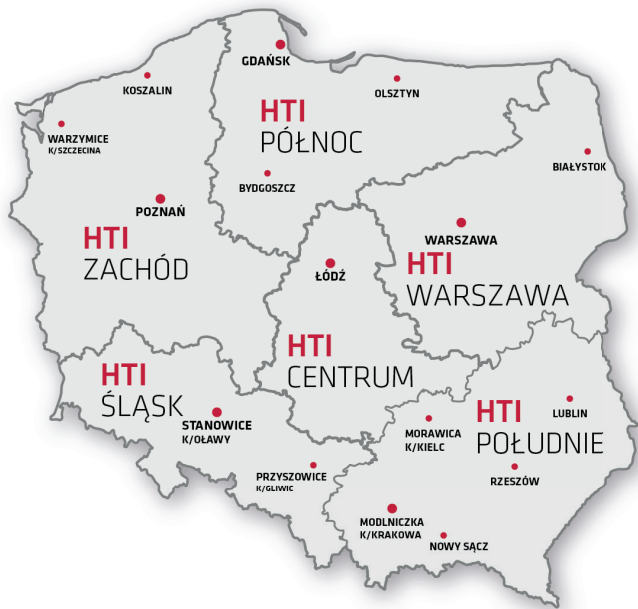 GDAŃSK
KOSZALIN
OLSZTYN
HTI
PÓŁNOC
WARZYMICE
K/SZCZECINA
BIAŁYSTOK
BYDGOSZCZ
POZNAŃ
HTI
ZACHÓD
WARSZAWA
HTI
WARSZAWA
ŁÓDŹ
HTI
CENTRUM
HTI
ŚLĄSK
STANOWICE
K/OŁAWY
HTI
POŁUDNIE
LUBLIN
MORAWICA
K/KIELC
RZESZÓW
PRZYSZOWICE
K/GLIWIC
MODLNICZKA
K/KRAKOWA
NOWY SĄCZ